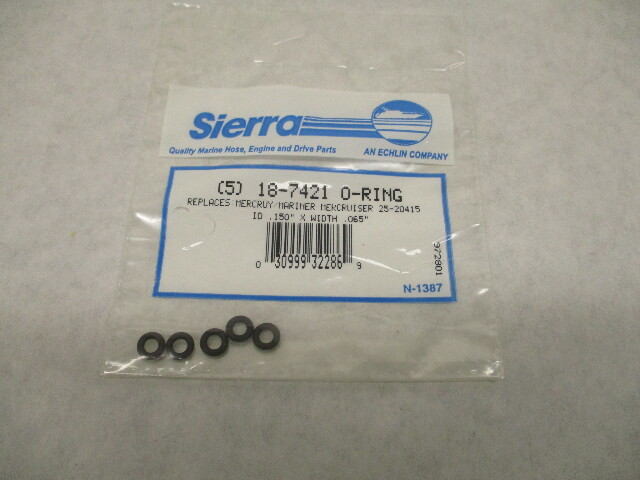 Sierra
Quality Marine Hose, Engine and Drive Parts
AN ECHLIN COMPANY
(5) 18-7421 O-RING
REPLACES MERCRUY/MARINER MERCRUISER 25-20415
ID .150" X WIDTH .065"
0 30999 32286 9
972801
N-1387